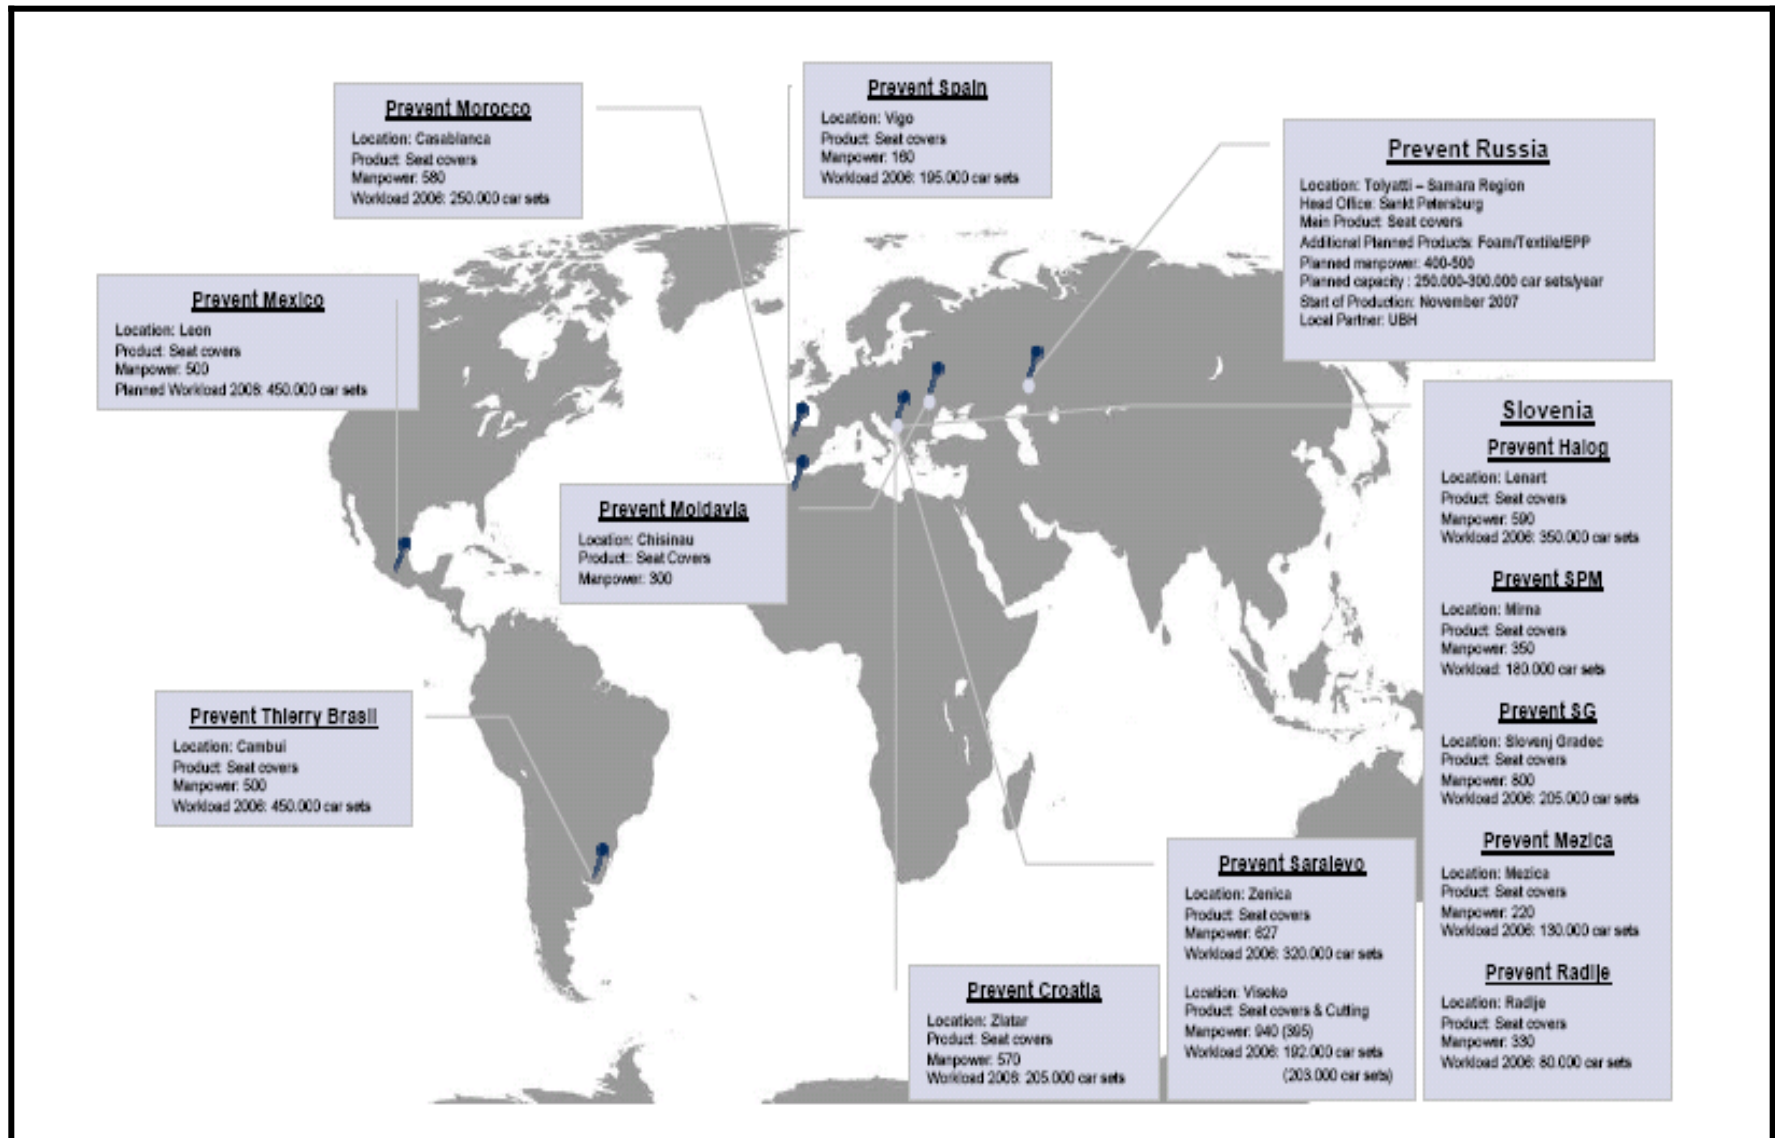 Prevent Morocco
Location: Casablanca
Product: Seat covers
Manpower: 580
Workload 2006: 250.000 car sets
Prevent Spain
Location: Vigo
Product: Seat covers
Manpower: 160
Workload 2006: 195.000 car sets
Prevent Russia
Location: Tolyatti – Samara Region
Head Office: Sankt Petersburg
Main Product: Seat covers
Additional Planned Products: Foam/Textile/EPP
Planned manpower: 400-500
Planned capacity : 250.000-300.000 car sets/year
Start of Production: November 2007
Local Partner: UBH
Prevent Mexico
Location: Leon
Product: Seat covers
Manpower: 500
Planned Workload 2006: 450.000 car sets
Slovenia
Prevent Halog
Location: Lenart
Product: Seat covers
Manpower: 590
Workload 2006: 350.000 car sets
Prevent SPM
Location: Mirna
Product: Seat covers
Manpower: 350
Workload: 180.000 car sets
Prevent SG
Location: Slovenj Gradec
Product: Seat covers
Manpower: 800
Workload 2006: 205.000 car sets
Prevent Mezica
Location: Mezica
Product: Seat covers
Manpower: 220
Workload 2006: 130.000 car sets
Prevent Radlje
Location: Radlje
Product: Seat covers
Manpower: 330
Workload 2006: 80.000 car sets
Prevent Moldavia
Location: Chisinau
Product:: Seat Covers
Manpower: 300
Prevent Thierry Brasil
Location: Cambui
Product: Seat covers
Manpower: 500
Workload 2006: 450.000 car sets
Prevent Sarajevo
Location: Zenica
Product: Seat covers
Manpower: 627
Workload 2006: 320.000 car sets
Location: Visoko
Product: Seat covers & Cutting
Manpower: 940 (395)
Workload 2006: 192.000 car sets
(203.000 car sets)
Prevent Croatia
Location: Zlatar
Product: Seat covers
Manpower: 570
Workload 2006: 205.000 car sets